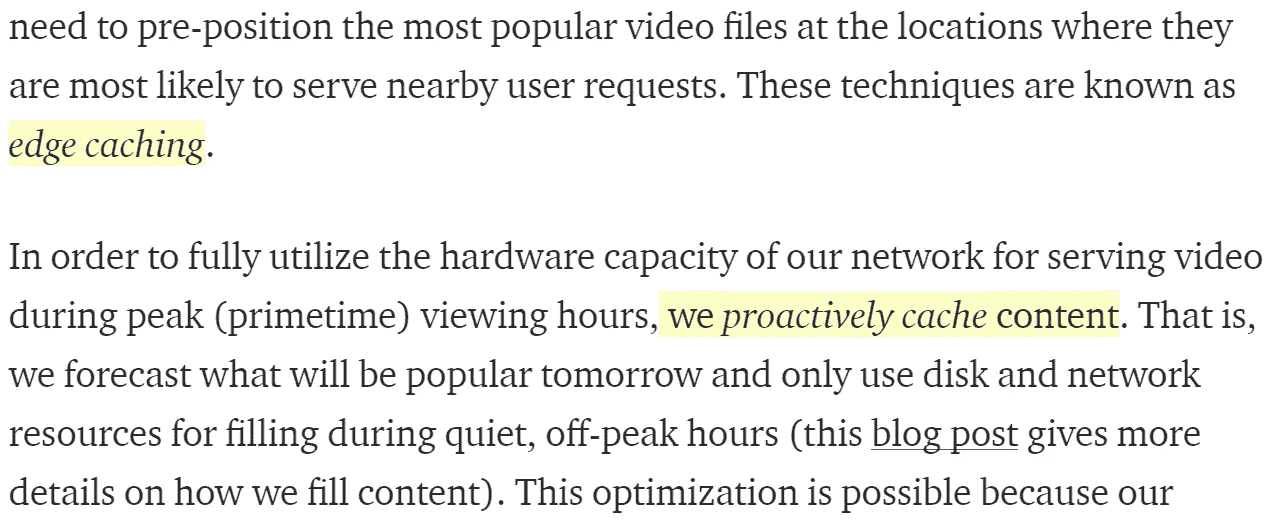 need to pre-position the most popular video files at the locations where they
are most likely to serve nearby user requests. These techniques are known as
edge caching.
In order to fully utilize the hardware capacity of our network for serving video
during peak (primetime) viewing hours, we proactively cache content. That is,
we forecast what will be popular tomorrow and only use disk and network
resources for filling during quiet, off-peak hours (this blog post gives more
details on how we fill content). This optimization is possible because our